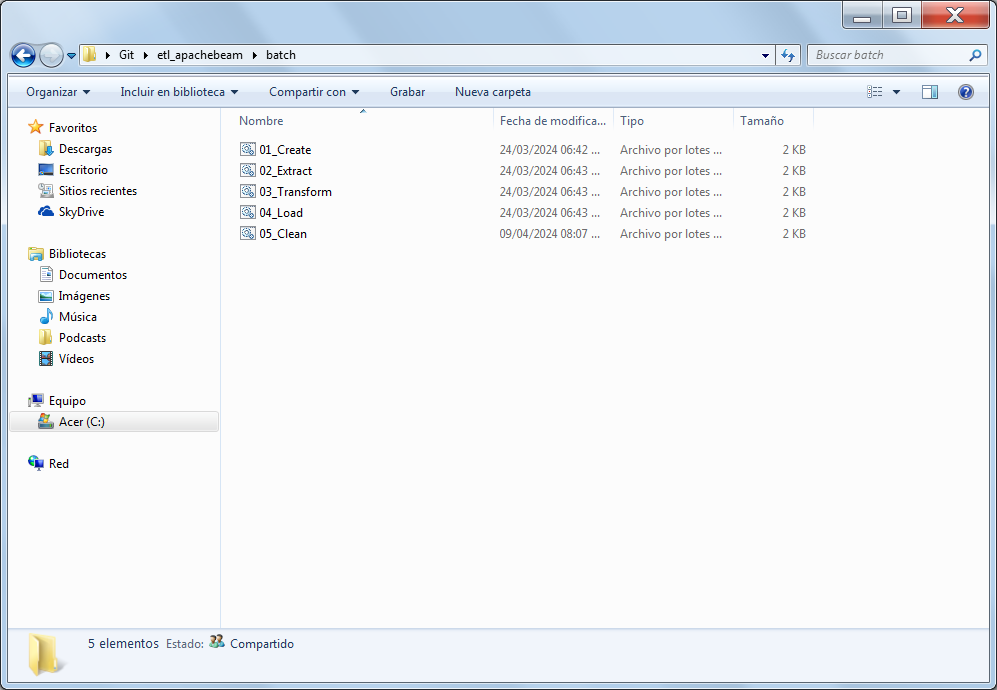 Git etl_apachebeam batch Buscar batch
Organizar Incluir en biblioteca Compartir con Grabar Nueva carpeta
Favoritos
Descargas
Escritorio
Sitios recientes
SkyDrive
Bibliotecas
Documentos
Imágenes
Música
Podcasts
Vídeos
Equipo
Acer (C:)
Red
Nombre Fecha de modifica... Tipo Tamaño
01_Create 24/03/2024 06:42 ... Archivo por lotes ... 2 KB
02_Extract 24/03/2024 06:43 ... Archivo por lotes ... 2 KB
03_Transform 24/03/2024 06:43 ... Archivo por lotes ... 2 KB
04_Load 24/03/2024 06:43 ... Archivo por lotes ... 2 KB
05_Clean 09/04/2024 08:07 ... Archivo por lotes ... 2 KB
5 elementos Estado: Compartido